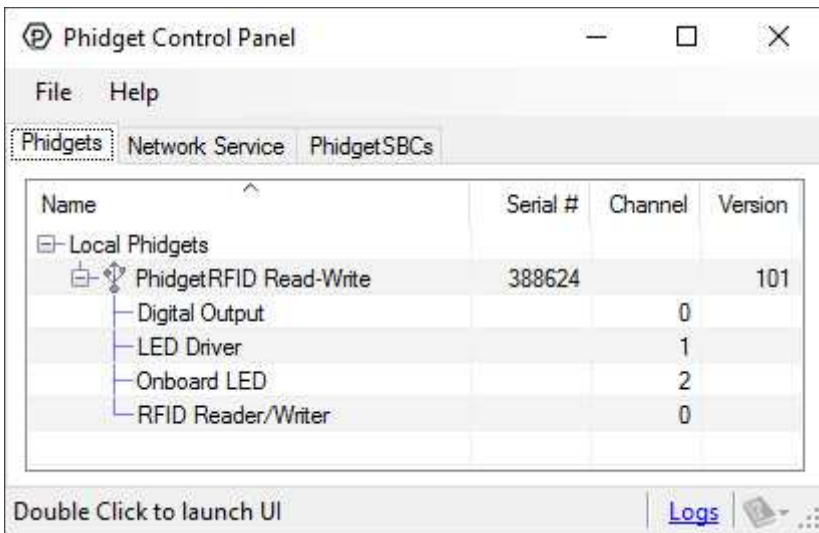 Phidget Control Panel
File Help
Phidgets Network Service PhidgetSBCs
Name Serial # Channel Version
Local Phidgets
PhidgetRFID Read-Write 388624 101
Digital Output 0
LED Driver 1
Onboard LED 2
RFID Reader/Writer 0
Double Click to launch UI Logs